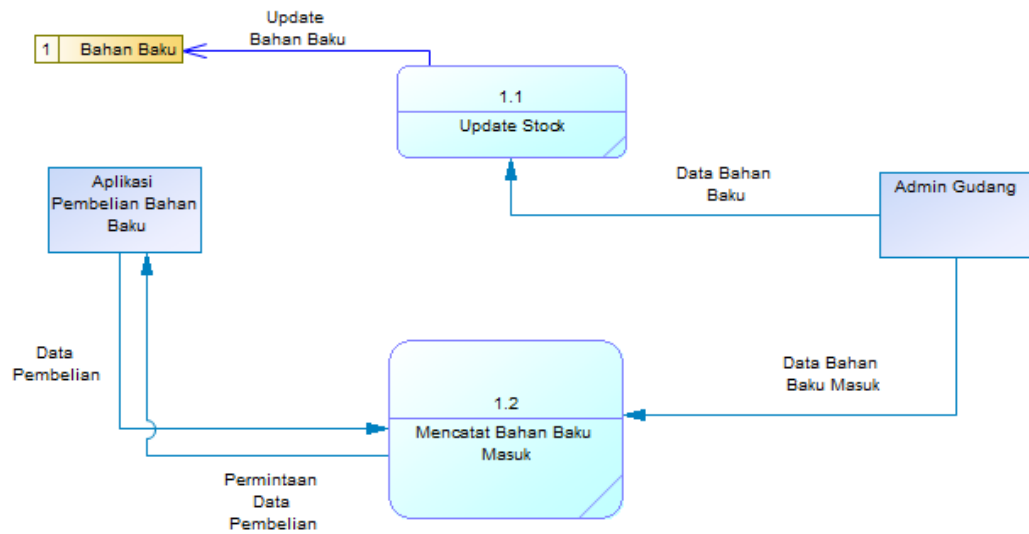 Update
Bahan Baku
1 Bahan Baku
1.1
Update Stock
Aplikasi
Pembelian Bahan
Baku
Data Bahan
Baku
Admin Gudang
Data
Pembelian
1.2
Mencatat Bahan Baku
Masuk
Data Bahan
Baku Masuk
Permintaan
Data
Pembelian